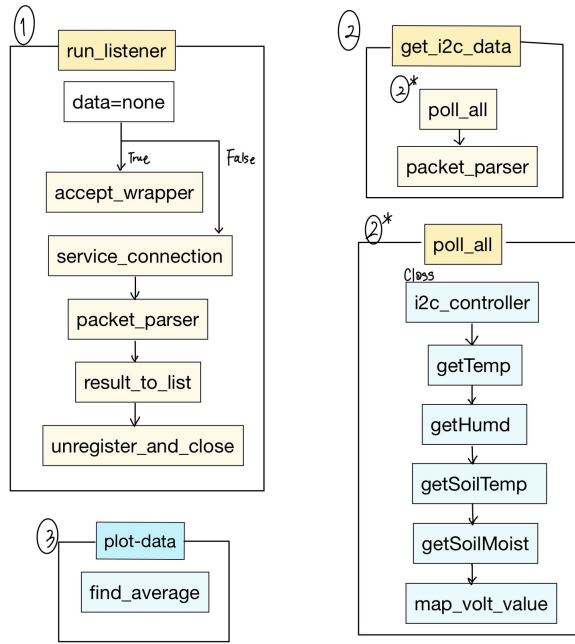 1
run_listener
data=none
True
False
accept_wrapper
service_connection
packet_parser
result_to_list
unregister_and_close
2
get_i2c_data
2*
poll_all
packet_parser
2*
poll_all
Class
i2c_controller
getTemp
getHumd
getSoilTemp
getSoilMoist
map_volt_value
3
plot-data
find_average